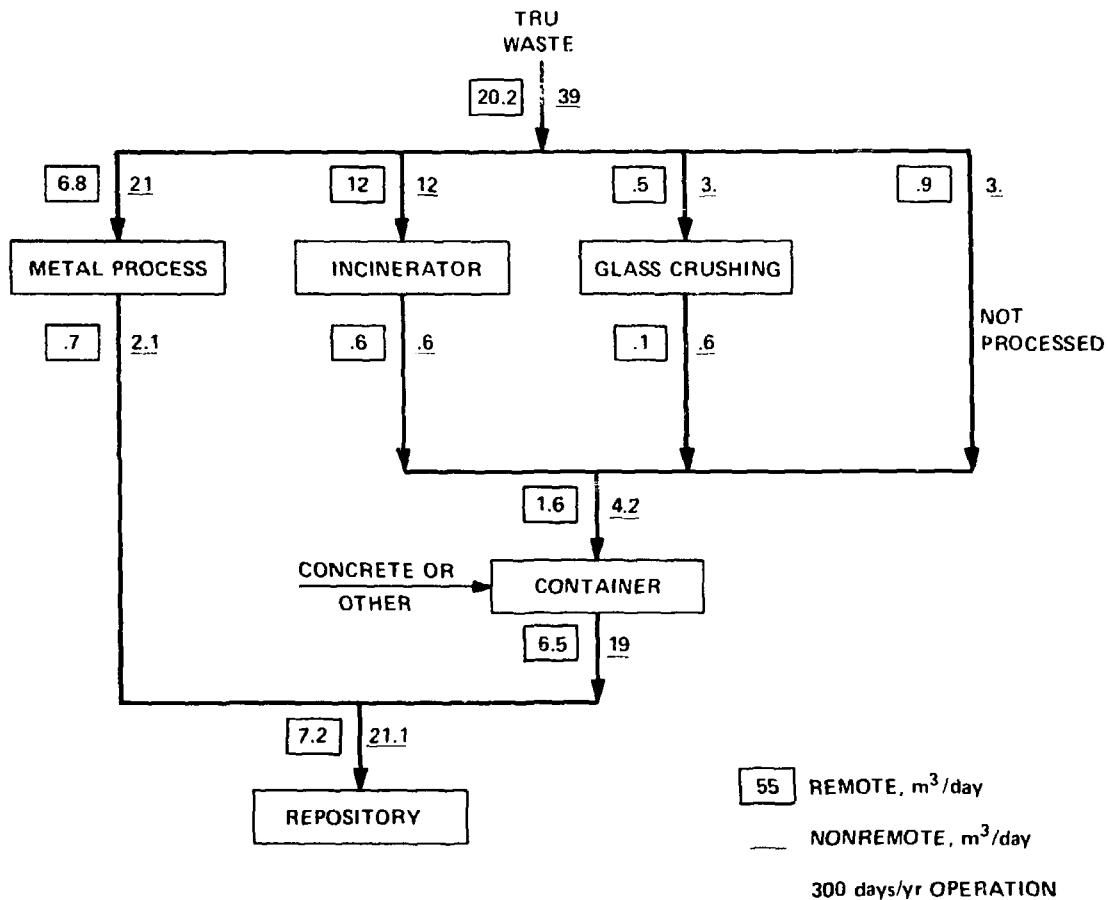 TRU
WASTE
20.2 39
6.8 21 12 12 .5 3. .9 3.
METAL PROCESS INCINERATOR GLASS CRUSHING
.7 2.1 .6 .6 .1 .6
NOT
PROCESSED
1.6 4.2
CONCRETE OR
OTHER
CONTAINER
6.5 19
7.2 21.1
REPOSITORY
55 REMOTE, m³/day
__ NONREMOTE, m³/day
300 days/yr OPERATION